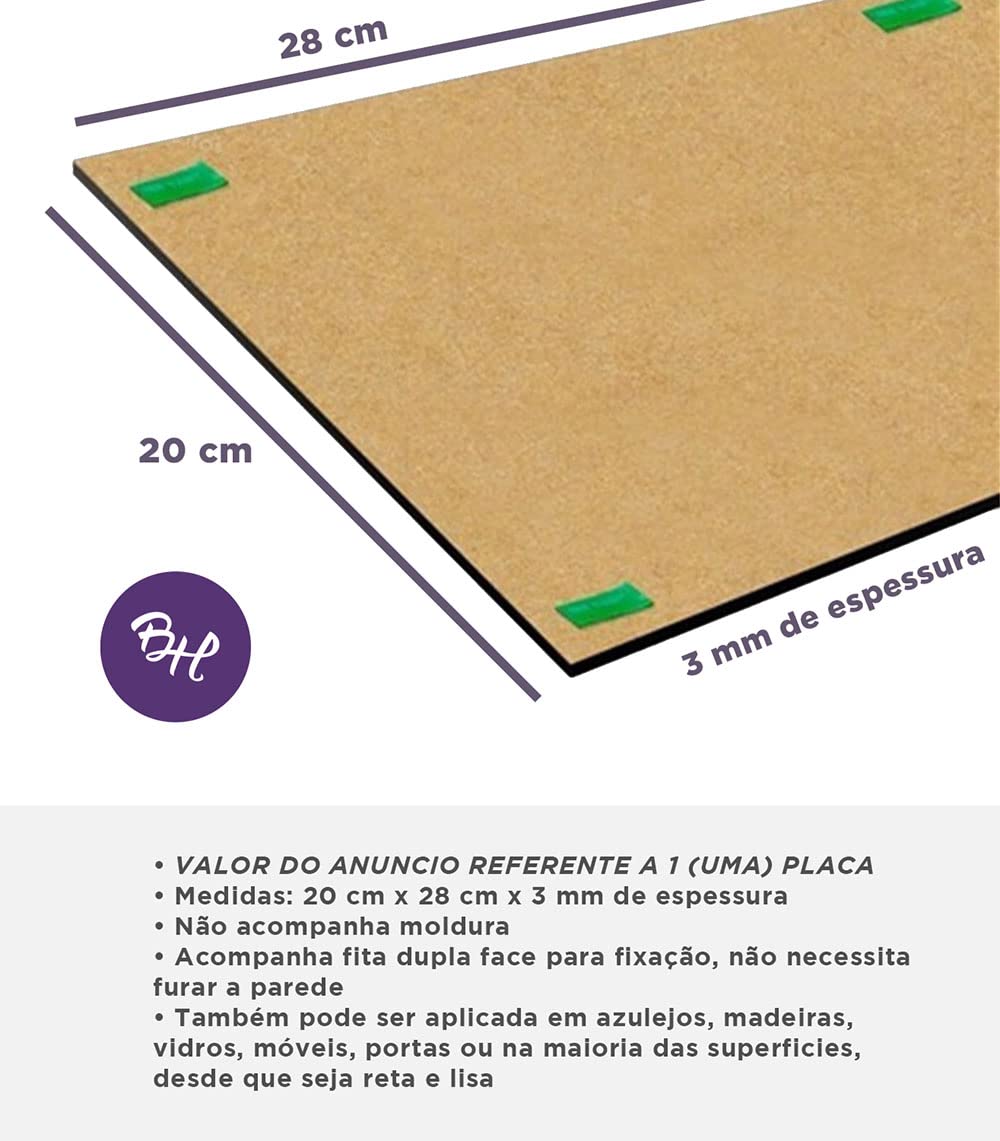 28 cm
20 cm
3 mm de espessura
BH
• VALOR DO ANUNCIO REFERENTE A 1 (UMA) PLACA
• Medidas: 20 cm x 28 cm x 3 mm de espessura
• Não acompanha moldura
• Acompanha fita dupla face para fixação, não necessita
furar a parede
• Também pode ser aplicada em azulejos, madeiras,
vidros, móveis, portas ou na maioria das superficies,
desde que seja reta e lisa